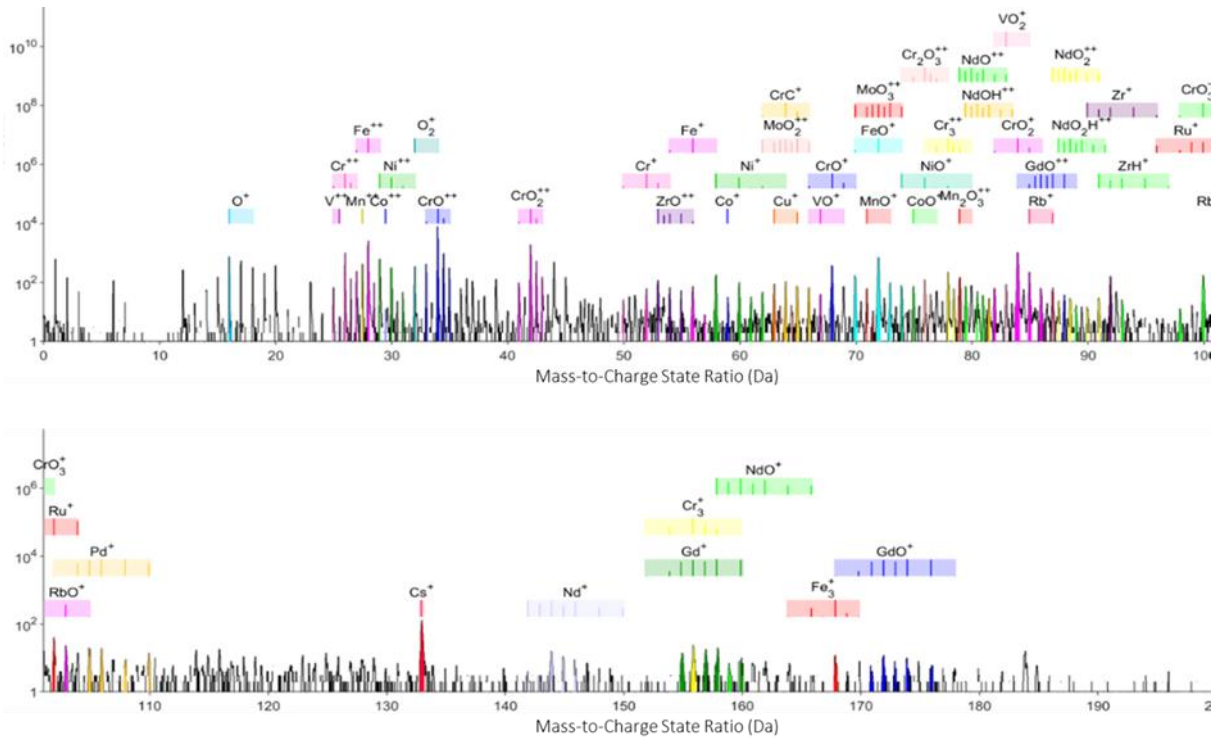 VO₂⁺
10¹⁰
Cr₂O₃⁺⁺ NdO⁺⁺ NdO₂⁺⁺
10⁸
CrC⁺ MoO₃⁺⁺ NdOH⁺⁺ Zr⁺ CrO₃⁺
Fe⁺⁺ O₂⁺ MoO₂⁺⁺ Fe⁺ FeO⁺ Cr₃⁺⁺ CrO₂⁺ NdO₂H⁺⁺ Ru⁺
10⁶
Cr⁺⁺ Ni⁺⁺ Cr⁺ Ni⁺ CrO⁺ NiO⁺ GdO⁺⁺ ZrH⁺
O⁺ V⁺⁺ Mn⁺⁺ Co⁺⁺ CrO⁺⁺ CrO₂⁺⁺ ZrO⁺⁺ Co⁺ Cu⁺ VO⁺ MnO⁺ CoO⁺ Mn₂O₃⁺⁺ Rb⁺ Rb
10⁴
10²
1
0 10 20 30 40 50 60 70 80 90 100
Mass-to-Charge State Ratio (Da)
CrO₃⁺
NdO⁺
10⁶
Ru⁺ Cr₃⁺
10⁴
Pd⁺ Gd⁺ GdO⁺
RbO⁺ Cs⁺ Nd⁺ Fe₃⁺
10²
1
110 120 130 140 150 160 170 180 190 2
Mass-to-Charge State Ratio (Da)